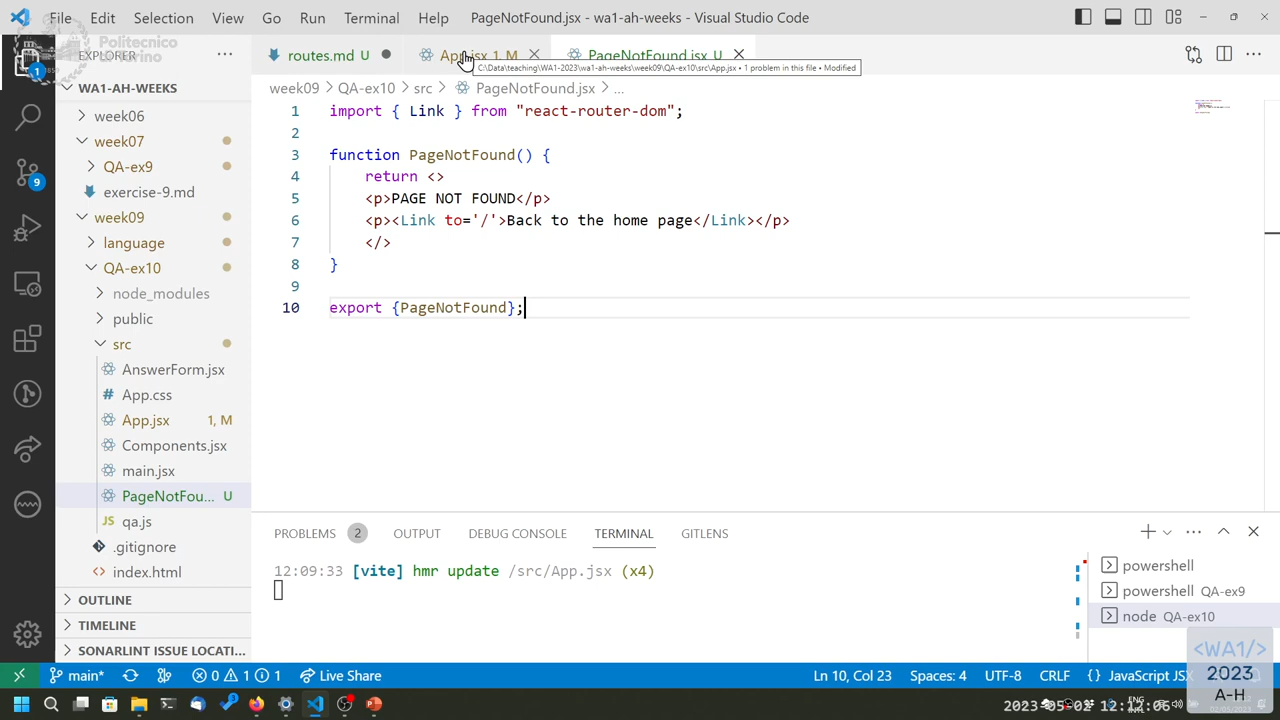 File Edit Selection View Go Run Terminal Help PageNotFound.jsx - wa1-ah-weeks - Visual Studio Code
Politecnico
EXPLORER ...
routes.md U
App.jsx 1, M
PageNotFound.jsx U
C:\Data\teaching\WA1-2023\wa1-ah-weeks\week09\QA-ex10\src\App.jsx • 1 problem in this file • Modified
week09 > QA-ex10 > src > PageNotFound.jsx > ...
1
WA1-AH-WEEKS
week06
week07
QA-ex9
exercise-9.md
week09
language
QA-ex10
node_modules
public
src
AnswerForm.jsx
# App.css
App.jsx 1, M
Components.jsx
main.jsx
PageNotFou... U
JS qa.js
.gitignore
<> index.html
OUTLINE
TIMELINE
SONARLINT ISSUE LOCATI...
9
1 import { Link } from "react-router-dom";
2
3 function PageNotFound() {
4 return <>
5 <p>PAGE NOT FOUND</p>
6 <p><Link to='/'>Back to the home page</Link></p>
7 </>
8 }
9
10 export {PageNotFound};
PROBLEMS 2 OUTPUT DEBUG CONSOLE TERMINAL GITLENS
12:09:33 [vite] hmr update /src/App.jsx (x4)
powershell
powershell QA-ex9
node QA-ex10
<WA1/>
2023
A-H
main* 0 1 1 Live Share Ln 10, Col 23 Spaces: 4 UTF-8 CRLF {} JavaScript JSX
ENG